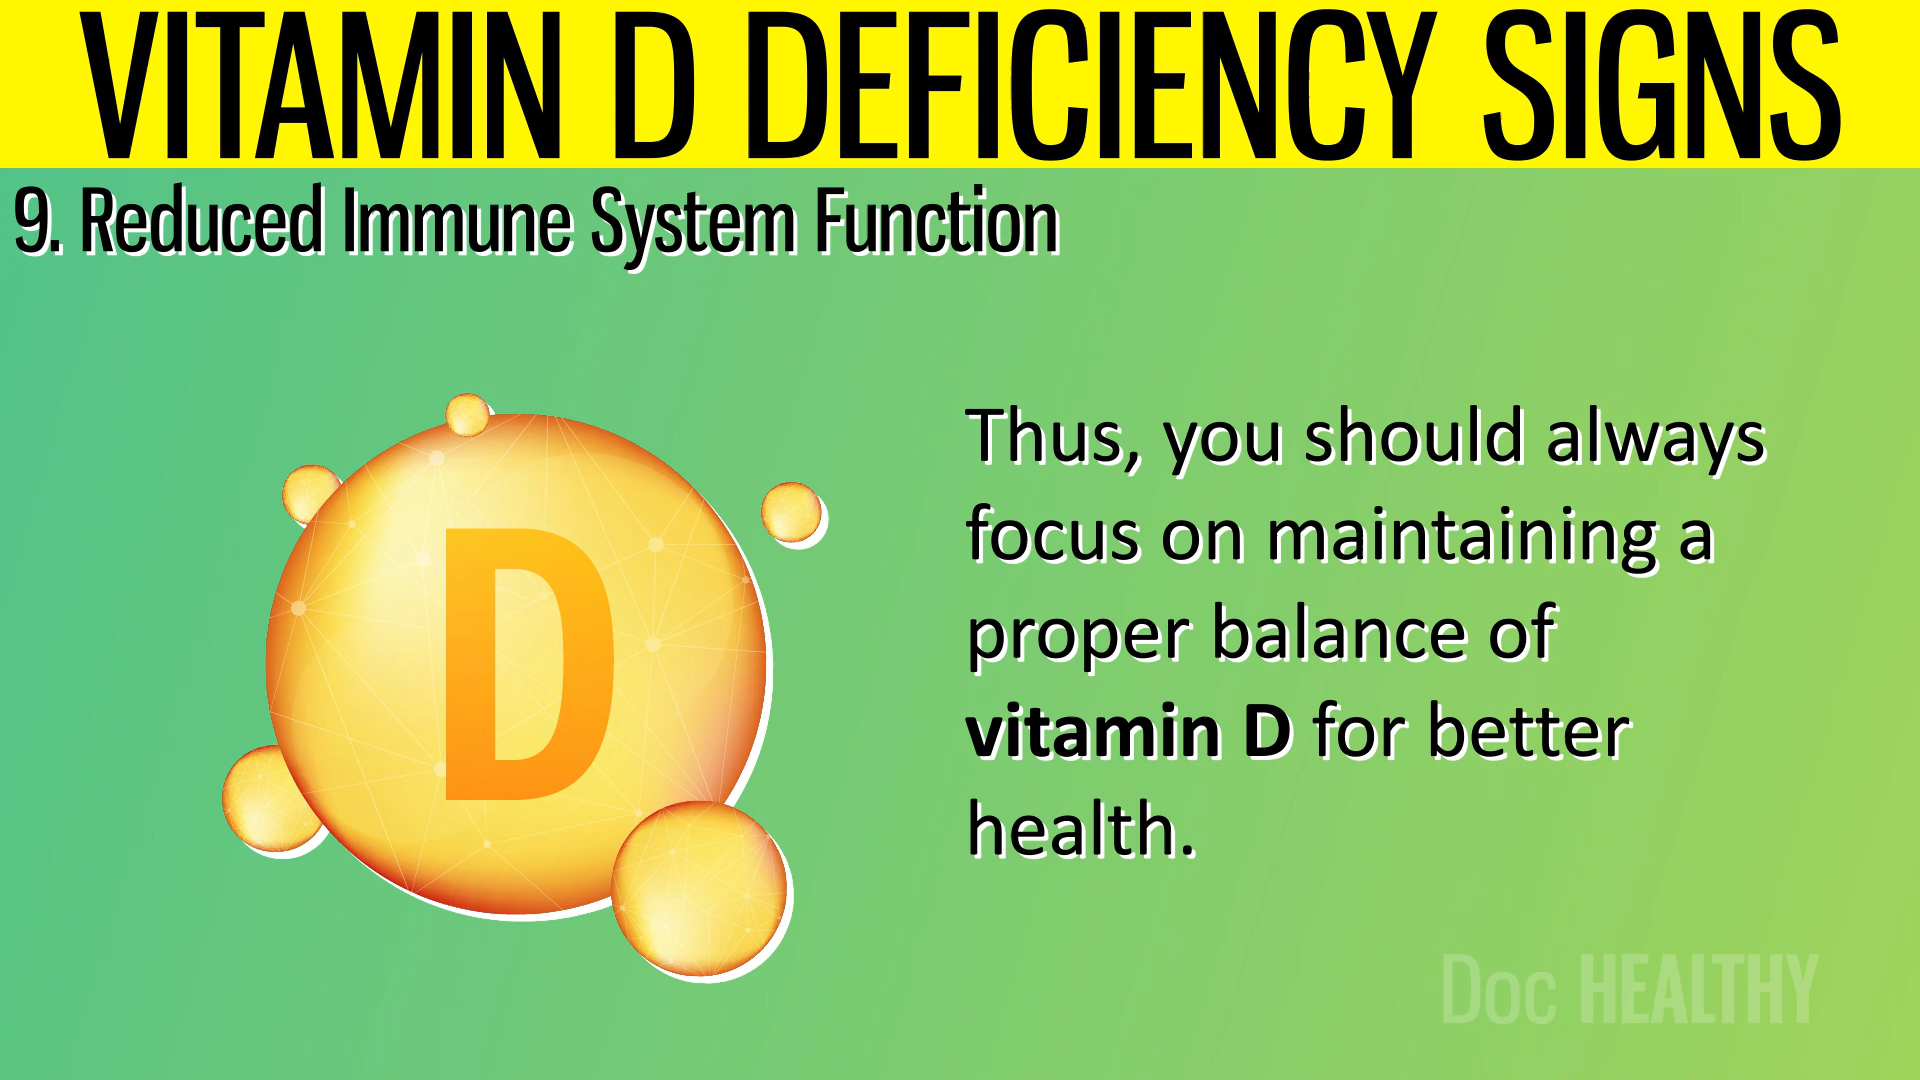 VITAMIN D DEFICIENCY SIGNS
9. Reduced Immune System Function
D
Thus, you should always
focus on maintaining a
proper balance of
vitamin D for better
health.
Doc HEALTHY